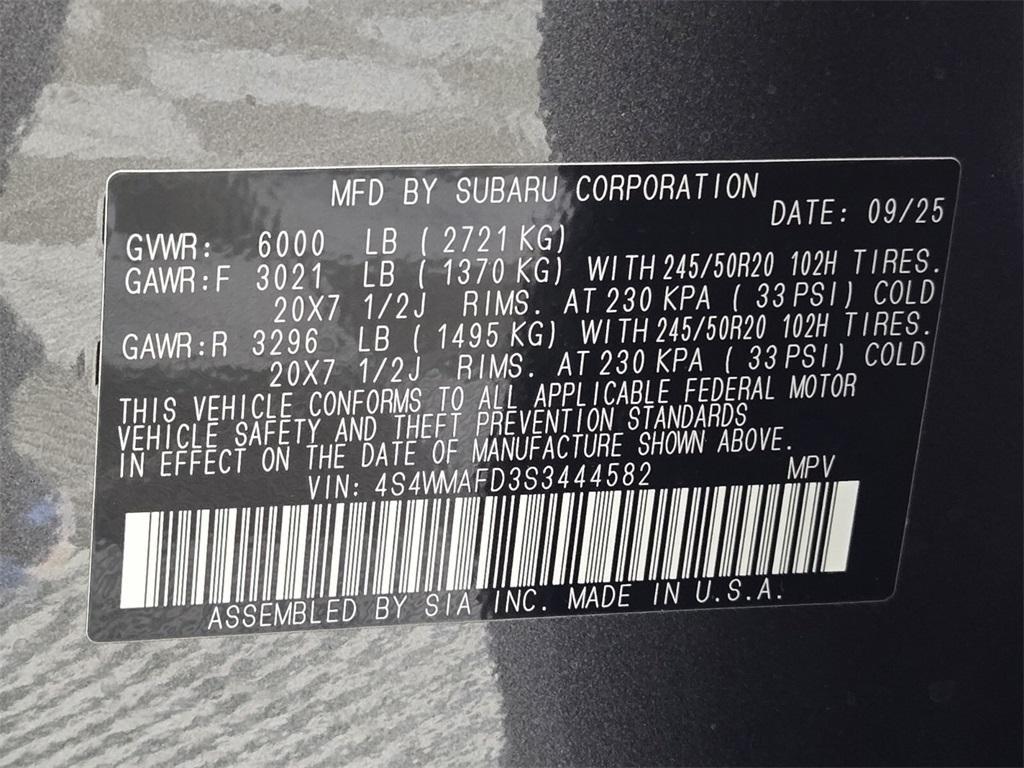 MFD BY SUBARU CORPORATION
DATE: 09/25
GVWR: 6000 LB ( 2721 KG)
GAWR:F 3021 LB ( 1370 KG) WITH 245/50R20 102H TIRES.
20X7 1/2J RIMS. AT 230 KPA ( 33 PSI) COLD
GAWR:R 3296 LB ( 1495 KG) WITH 245/50R20 102H TIRES.
20X7 1/2J RIMS. AT 230 KPA ( 33 PSI) COLD
THIS VEHICLE CONFORMS TO ALL APPLICABLE FEDERAL MOTOR
VEHICLE SAFETY AND THEFT PREVENTION STANDARDS
IN EFFECT ON THE DATE OF MANUFACTURE SHOWN ABOVE.
VIN: 4S4WMAFD3S3444582 MPV
ASSEMBLED BY SIA INC. MADE IN U.S.A.